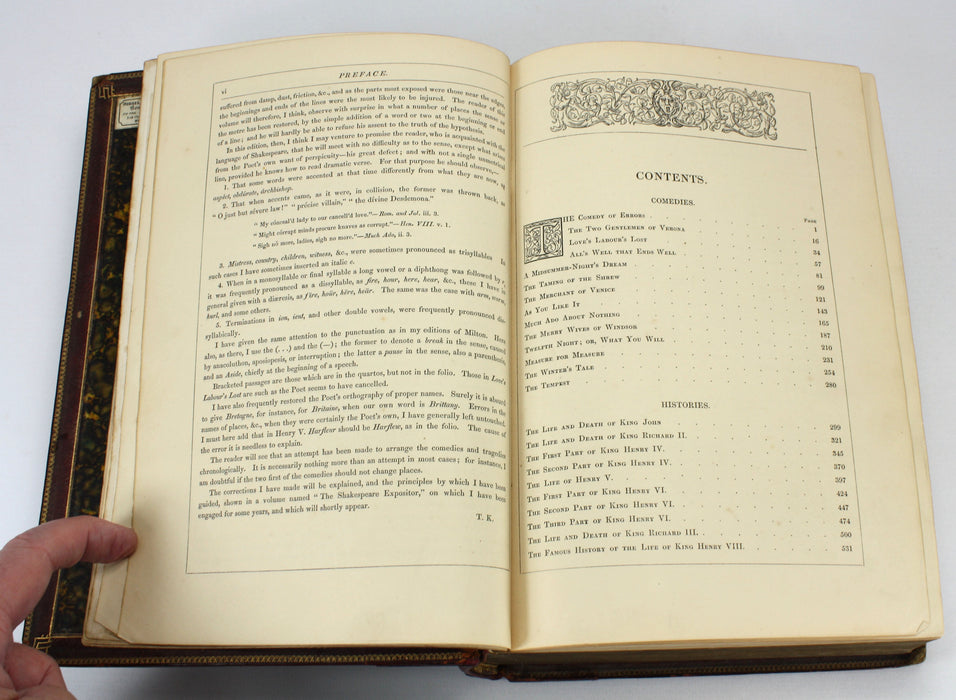 vi PREFACE.
suffered from damp, dust, friction, &c., and as the parts most exposed were those near the edges,
the beginnings and ends of the lines were the most likely to be injured. The reader of this
volume will therefore, I think, observe with surprise in what a number of places the sense or
the metre has been restored, by the simple addition of a word or two at the beginning or end
of a line; and he will hardly be able to refuse his assent to the truth of the hypothesis.
In this edition, then, I think I may venture to promise the reader, who is acquainted with the
language of Shakespeare, that he will meet with no difficulty as to the sense, except what arises
from the Poet's own want of perspicuity—his great defect; and with not a single unmetrical
line, provided he knows how to read dramatic verse. For that purpose he should observe,—
1. That some words were accented at that time differently from what they are now, as
aspéct, obdúrate, archbíshop.
2. That when accents came, as it were, in collision, the former was thrown back, as
"O just but sévere law!" "précise villain," "the dívine Desdemona."
"My cónceal'd lady to our cancell'd love."—Rom. and Jul. iii. 3.
"Might córrupt minds procure knaves as corrupt."—Hen. VIII. v. 1.
"Sigh nó more, ladies, sigh no more."—Much Ado, ii. 3.
3. Mistress, country, children, witness, &c., were sometimes pronounced as trisyllables. In
such cases I have sometimes inserted an italic e.
4. When in a monosyllable or final syllable a long vowel or a diphthong was followed by r,
it was frequently pronounced as a dissyllable, as fire, hour, here, hear, &c., these I have in
general given with a diæresis, as fïre, hoür, hëre, heär. The same was the case with arm, warm,
hurl, and some others.
5. Terminations in ion, ient, and other double vowels, were frequently pronounced dis-
syllabically.
I have given the same attention to the punctuation as in my editions of Milton. Here
also, as there, I use the (...) and the (—); the former to denote a break in the sense, caused
by anacoluthon, aposiopesis, or interruption; the latter a pause in the sense, also a parenthesis,
and an Aside, chiefly at the beginning of a speech.
Bracketed passages are those which are in the quartos, but not in the folio. Those in Love's
Labour's Lost are such as the Poet seems to have cancelled.
I have also frequently restored the Poet's orthography of proper names. Surely it is absurd
to give Bretagne, for instance, for Britaine, when our own word is Brittany. Errors in the
names of places, &c., when they were certainly the Poet's own, I have generally left untouched.
I must here add that in Henry V. Harfleur should be Harflew, as in the folio. The cause of
the error it is needless to explain.
The reader will see that an attempt has been made to arrange the comedies and tragedies
chronologically. It is necessarily nothing more than an attempt in most cases; for instance, I
am doubtful if the two first of the comedies should not change places.
The corrections I have made will be explained, and the principles by which I have been
guided, shown in a volume named "The Shakespeare Expositor," on which I have been
engaged for some years, and which will shortly appear.
T. K.
CONTENTS.
COMEDIES.
PAGE
THE COMEDY OF ERRORS . . . 1
THE TWO GENTLEMEN OF VERONA . . . 16
LOVE'S LABOUR'S LOST . . . 34
ALL'S WELL THAT ENDS WELL . . . 57
A MIDSUMMER-NIGHT'S DREAM . . . 81
THE TAMING OF THE SHREW . . . 99
THE MERCHANT OF VENICE . . . 121
AS YOU LIKE IT . . . 143
MUCH ADO ABOUT NOTHING . . . 165
THE MERRY WIVES OF WINDSOR . . . 187
TWELFTH NIGHT; OR, WHAT YOU WILL . . . 216
MEASURE FOR MEASURE . . . 231
THE WINTER'S TALE . . . 254
THE TEMPEST . . . 280
HISTORIES.
THE LIFE AND DEATH OF KING JOHN . . . 299
THE LIFE AND DEATH OF KING RICHARD II. . . . 321
THE FIRST PART OF KING HENRY IV. . . . 345
THE SECOND PART OF KING HENRY IV. . . . 370
THE LIFE OF HENRY V. . . . 397
THE FIRST PART OF KING HENRY VI. . . . 424
THE SECOND PART OF KING HENRY VI. . . . 447
THE THIRD PART OF KING HENRY VI. . . . 474
THE LIFE AND DEATH OF KING RICHARD III. . . . 500
THE FAMOUS HISTORY OF THE LIFE OF KING HENRY VIII. . . . 531